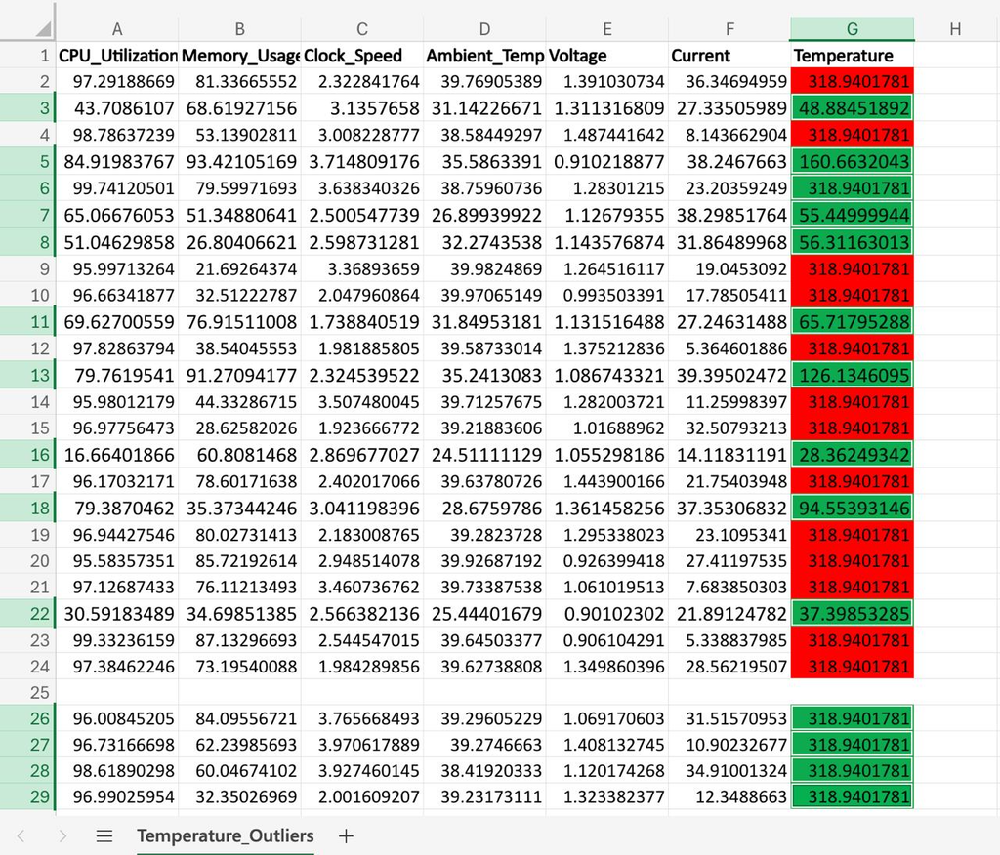 A B C D E F G H
1 CPU_Utilization Memory_Usage Clock_Speed Ambient_Temp Voltage Current Temperature
2 97.29188669 81.33665552 2.322841764 39.76905389 1.391030734 36.34694959 318.9401781
3 43.7086107 68.61927156 3.1357658 31.14226671 1.311316809 27.33505989 48.88451892
4 98.78637239 53.13902811 3.008228777 38.58449297 1.487441642 8.143662904 318.9401781
5 84.91983767 93.42105169 3.714809176 35.5863391 0.910218877 38.2467663 160.6632043
6 99.74120501 79.59971693 3.638340326 38.75960736 1.28301215 23.20359249 318.9401781
7 65.06676053 51.34880641 2.500547739 26.89939922 1.12679355 38.29851764 55.44999944
8 51.04629858 26.80406621 2.598731281 32.2743538 1.143576874 31.86489968 56.31163013
9 95.99713264 21.69264374 3.36893659 39.9824869 1.264516117 19.0453092 318.9401781
10 96.66341877 32.51222787 2.047960864 39.97065149 0.993503391 17.78505411 318.9401781
11 69.62700559 76.91511008 1.738840519 31.84953181 1.131516488 27.24631488 65.71795288
12 97.82863794 38.54045553 1.981885805 39.58733014 1.375212836 5.364601886 318.9401781
13 79.7619541 91.27094177 2.324539522 35.2413083 1.086743321 39.39502472 126.1346095
14 95.98012179 44.33286715 3.507480045 39.71257675 1.282003721 11.25998397 318.9401781
15 96.97756473 28.62582026 1.923666772 39.21883606 1.01688962 32.50793213 318.9401781
16 16.66401866 60.8081468 2.869677027 24.51111129 1.055298186 14.11831191 28.36249342
17 96.17032171 78.60171638 2.402017066 39.63780726 1.443900166 21.75403948 318.9401781
18 79.3870462 35.37344246 3.041198396 28.6759786 1.361458256 37.35306832 94.55393146
19 96.94427546 80.02731413 2.183008765 39.2823728 1.295338023 23.1095341 318.9401781
20 95.58357351 85.72192614 2.948514078 39.92687192 0.926399418 27.41197535 318.9401781
21 97.12687433 76.11213493 3.460736762 39.73387538 1.061019513 7.683850303 318.9401781
22 30.59183489 34.69851385 2.566382136 25.44401679 0.90102302 21.89124782 37.39853285
23 99.33236159 87.13296693 2.544547015 39.64503377 0.906104291 5.338837985 318.9401781
24 97.38462246 73.19540088 1.984289856 39.62738808 1.349860396 28.56219507 318.9401781
25
26 96.00845205 84.09556721 3.765668493 39.29605229 1.069170603 31.51570953 318.9401781
27 96.73166698 62.23985693 3.970617889 39.2746663 1.408132745 10.90232677 318.9401781
28 98.61890298 60.04674102 3.927460145 38.41920333 1.120174268 34.91001324 318.9401781
29 96.99025954 32.35026969 2.001609207 39.23173111 1.323382377 12.3488663 318.9401781
Temperature_Outliers